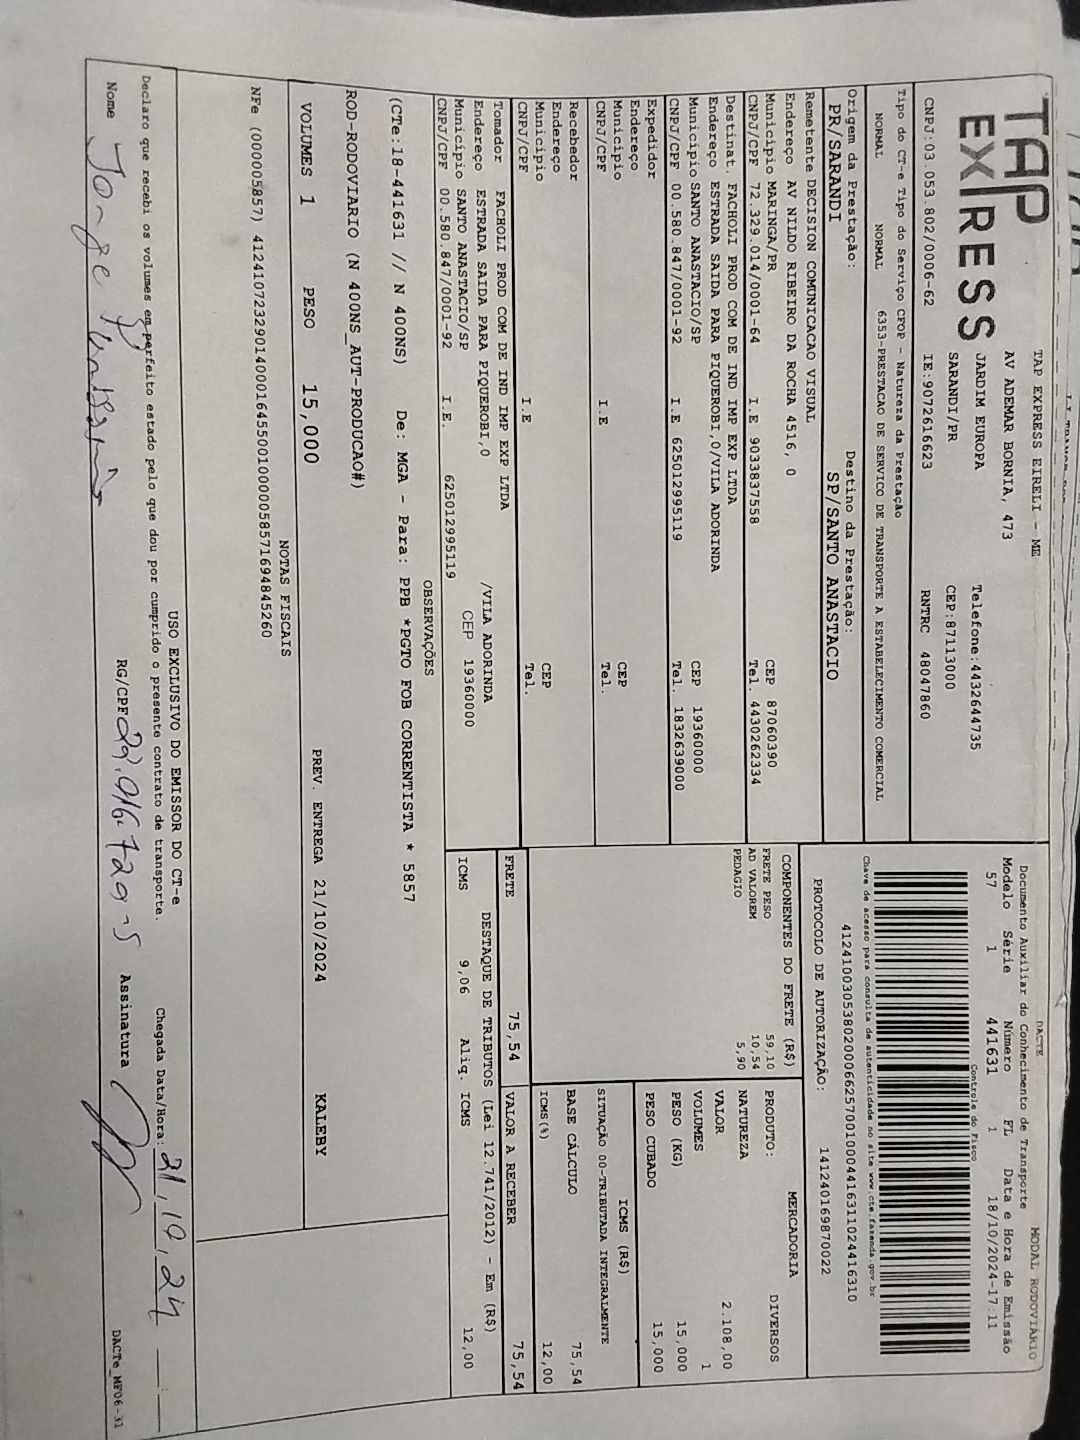 TAP
EXPRESS
TAP EXPRESS EIRELI - ME
AV ADEMAR BORNIA, 473
JARDIM EUROPA Telefone:4432644735
SARANDI/PR CEP:87113000
CNPJ:03.053.802/0006-62 IE:9072616623 RNTRC 48047860
DACTE MODAL RODOVIARIO
Documento Auxiliar do Conhecimento de Transporte
Modelo Série Número FL Data e Hora de Emissão
57 1 441631 1 18/10/2024-17:11
Controle do Fisco
Chave de acesso para consulta de autenticidade no site www.cte.fazenda.gov.br
41241003053802000662570010004416311024416310
PROTOCOLO DE AUTORIZAÇÃO: 141240169870022
Tipo do CT-e Tipo do Serviço CFOP - Natureza da Prestação
NORMAL NORMAL 6353-PRESTACAO DE SERVICO DE TRANSPORTE A ESTABELECIMENTO COMERCIAL
Origem da Prestação: Destino da Prestação:
PR/SARANDI SP/SANTO ANASTACIO
Remetente DECISION COMUNICACAO VISUAL
Endereço AV NILDO RIBEIRO DA ROCHA 4516, 0
Município MARINGA/PR CEP 87060390
CNPJ/CPF 72.329.014/0001-64 I.E 9033837558 Tel. 4430262334
Destinat. FACHOLI PROD COM DE IND IMP EXP LTDA
Endereço ESTRADA SAIDA PARA PIQUEROBI,0/VILA ADORINDA
Município SANTO ANASTACIO/SP CEP 19360000
CNPJ/CPF 00.580.847/0001-92 I.E 625012995119 Tel. 1832639000
Expedidor
Endereço
Município CEP
CNPJ/CPF I.E Tel.
Recebedor
Endereço
Município CEP
CNPJ/CPF I.E Tel.
Tomador FACHOLI PROD COM DE IND IMP EXP LTDA
Endereço ESTRADA SAIDA PARA PIQUEROBI,0 /VILA ADORINDA
Município SANTO ANASTACIO/SP CEP 19360000
CNPJ/CPF 00.580.847/0001-92 I.E. 625012995119
COMPONENTES DO FRETE (R$)
FRETE PESO 59,10
AD VALOREM 10,54
PEDAGIO 5,90
MERCADORIA
PRODUTO: DIVERSOS
NATUREZA
VALOR 2.108,00
VOLUMES 1
PESO (KG) 15,000
PESO CUBADO 15,000
ICMS (R$)
SITUAÇÃO 00-TRIBUTADA INTEGRALMENTE
BASE CÁLCULO 75,54
ICMS(%) 12,00
FRETE 75,54 VALOR A RECEBER 75,54
DESTAQUE DE TRIBUTOS (Lei 12.741/2012) - Em (R$)
ICMS 9,06 Aliq. ICMS 12,00
OBSERVAÇÕES
(CTe:18-441631 // N 400NS) De: MGA - Para: PPB *PGTO FOB CORRENTISTA * 5857
ROD-RODOVIARIO (N 400NS_AUT-PRODUCAO#)
VOLUMES 1 PESO 15,000 PREV. ENTREGA 21/10/2024 KALEBY
NOTAS FISCAIS
NFe (000005857) 41241072329014000164550010000058571694845260
USO EXCLUSIVO DO EMISSOR DO CT-e
Declaro que recebi os volumes em perfeito estado pelo que dou por cumprido o presente contrato de transporte. Chegada Data/Hora: 21,10,24
Nome Jorge RG/CPF 22.916.729-5 Assinatura
DACTe_MF06-31